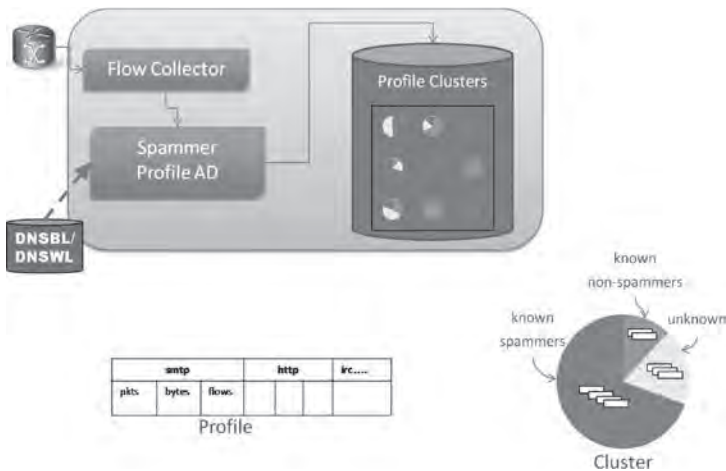 Flow Collector
Profile Clusters
Spammer
Profile AD
DNSBL/
DNSWL
known
non-spammers
unknown
known
spammers
smtp http irc....
pkts bytes flows
Profile
Cluster